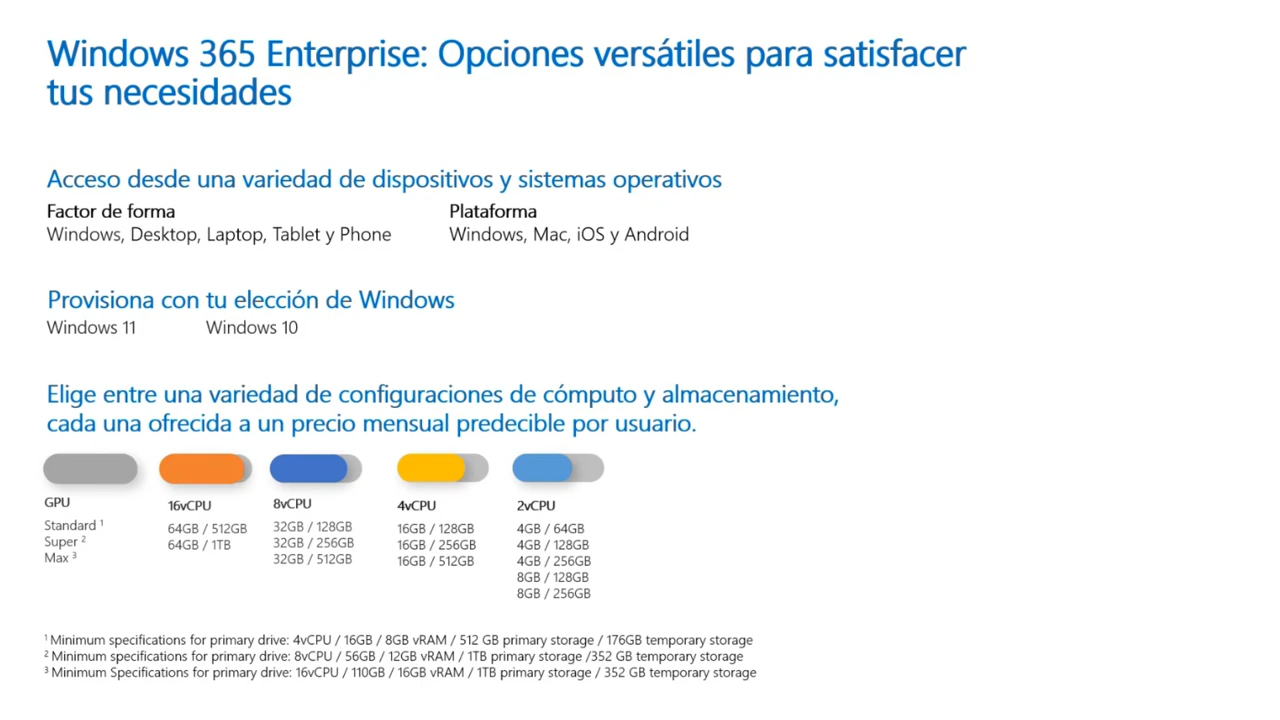 Windows 365 Enterprise: Opciones versátiles para satisfacer
tus necesidades
Acceso desde una variedad de dispositivos y sistemas operativos
Factor de forma
Windows, Desktop, Laptop, Tablet y Phone
Plataforma
Windows, Mac, iOS y Android
Provisiona con tu elección de Windows
Windows 11
Windows 10
Elige entre una variedad de configuraciones de cómputo y almacenamiento,
cada una ofrecida a un precio mensual predecible por usuario.
GPU
Standard ¹
Super ²
Max ³
16vCPU
64GB / 512GB
64GB / 1TB
8vCPU
32GB / 128GB
32GB / 256GB
32GB / 512GB
4vCPU
16GB / 128GB
16GB / 256GB
16GB / 512GB
2vCPU
4GB / 64GB
4GB / 128GB
4GB / 256GB
8GB / 128GB
8GB / 256GB
¹ Minimum specifications for primary drive: 4vCPU / 16GB / 8GB vRAM / 512 GB primary storage / 176GB temporary storage
² Minimum specifications for primary drive: 8vCPU / 56GB / 12GB vRAM / 1TB primary storage /352 GB temporary storage
³ Minimum Specifications for primary drive: 16vCPU / 110GB / 16GB vRAM / 1TB primary storage / 352 GB temporary storage